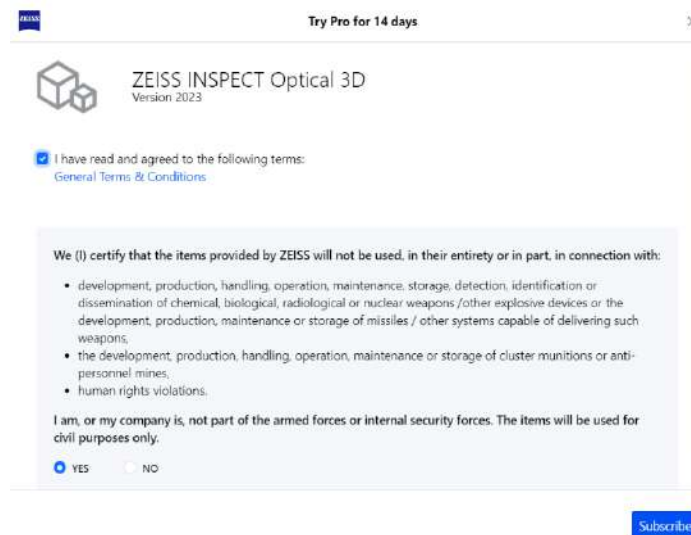 ZEISS
Try Pro for 14 days
ZEISS INSPECT Optical 3D
Version 2023
I have read and agreed to the following terms:
General Terms & Conditions
We (I) certify that the items provided by ZEISS will not be used, in their entirety or in part, in connection with:
• development, production, handling, operation, maintenance, storage, detection, identification or
dissemination of chemical, biological, radiological or nuclear weapons /other explosive devices or the
development, production, maintenance or storage of missiles / other systems capable of delivering such
weapons,
• the development, production, handling, operation, maintenance or storage of cluster munitions or anti-
personnel mines,
• human rights violations.
I am, or my company is, not part of the armed forces or internal security forces. The items will be used for
civil purposes only.
YES NO
Subscribe